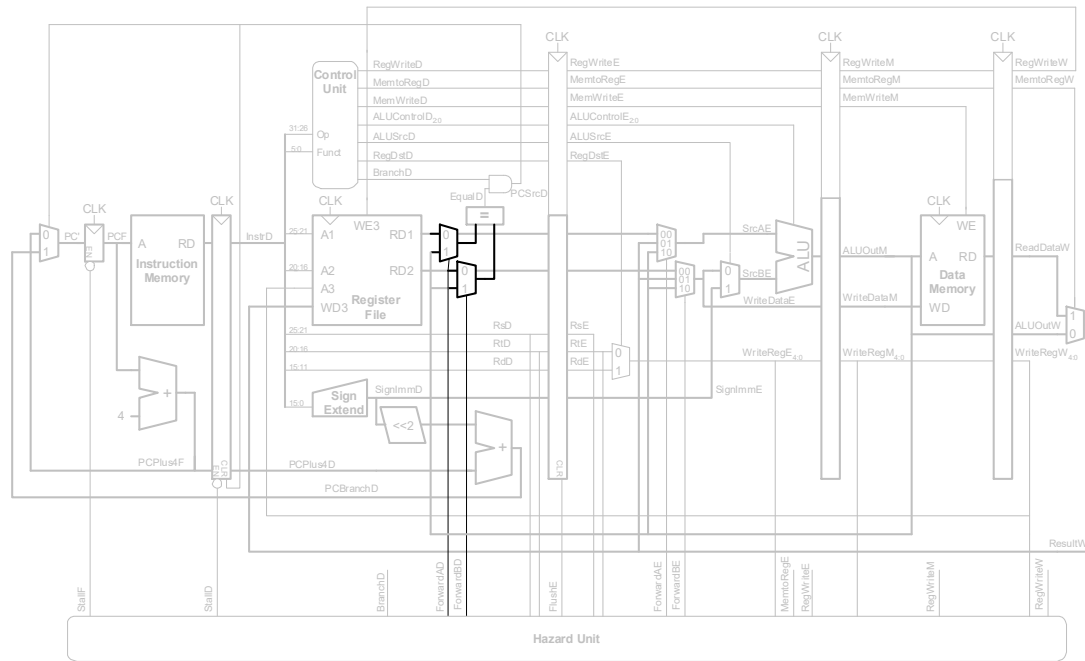 CLK CLK CLK
Control Unit
RegWriteD RegWriteE RegWriteM RegWriteW
MemtoRegD MemtoRegE MemtoRegM MemtoRegW
MemWriteD MemWriteE MemWriteM
ALUControlD2:0 ALUControlE2:0
31:26 Op ALUSrcD ALUSrcE
5:0 Funct RegDstD RegDstE
BranchD
EqualD PCSrcD
CLK CLK CLK CLK
WE3 = WE
0 1 PC' PCF A RD InstrD 25:21 A1 RD1 0 1 00 01 10 SrcAE ALU ALUOutM A RD ReadDataW
EN
Instruction Memory
20:16 A2 RD2 0 1 00 01 10 0 1 SrcBE Data Memory
A3
WD3 Register File WriteDataE WriteDataM WD
1 0 ALUOutW
25:21 RsD RsE
20:16 RtD RtE 0 1 WriteRegE4:0 WriteRegM4:0 WriteRegW4:0
15:11 RdD RdE
+
15:0 Sign Extend SignImmD SignImmE
4 <<2 +
PCPlus4F EN CLR PCPlus4D CLR
PCBranchD
ResultW
StallF StallD BranchD ForwardAD ForwardBD FlushE ForwardAE ForwardBE MemtoRegE RegWriteE RegWriteM RegWriteW
Hazard Unit